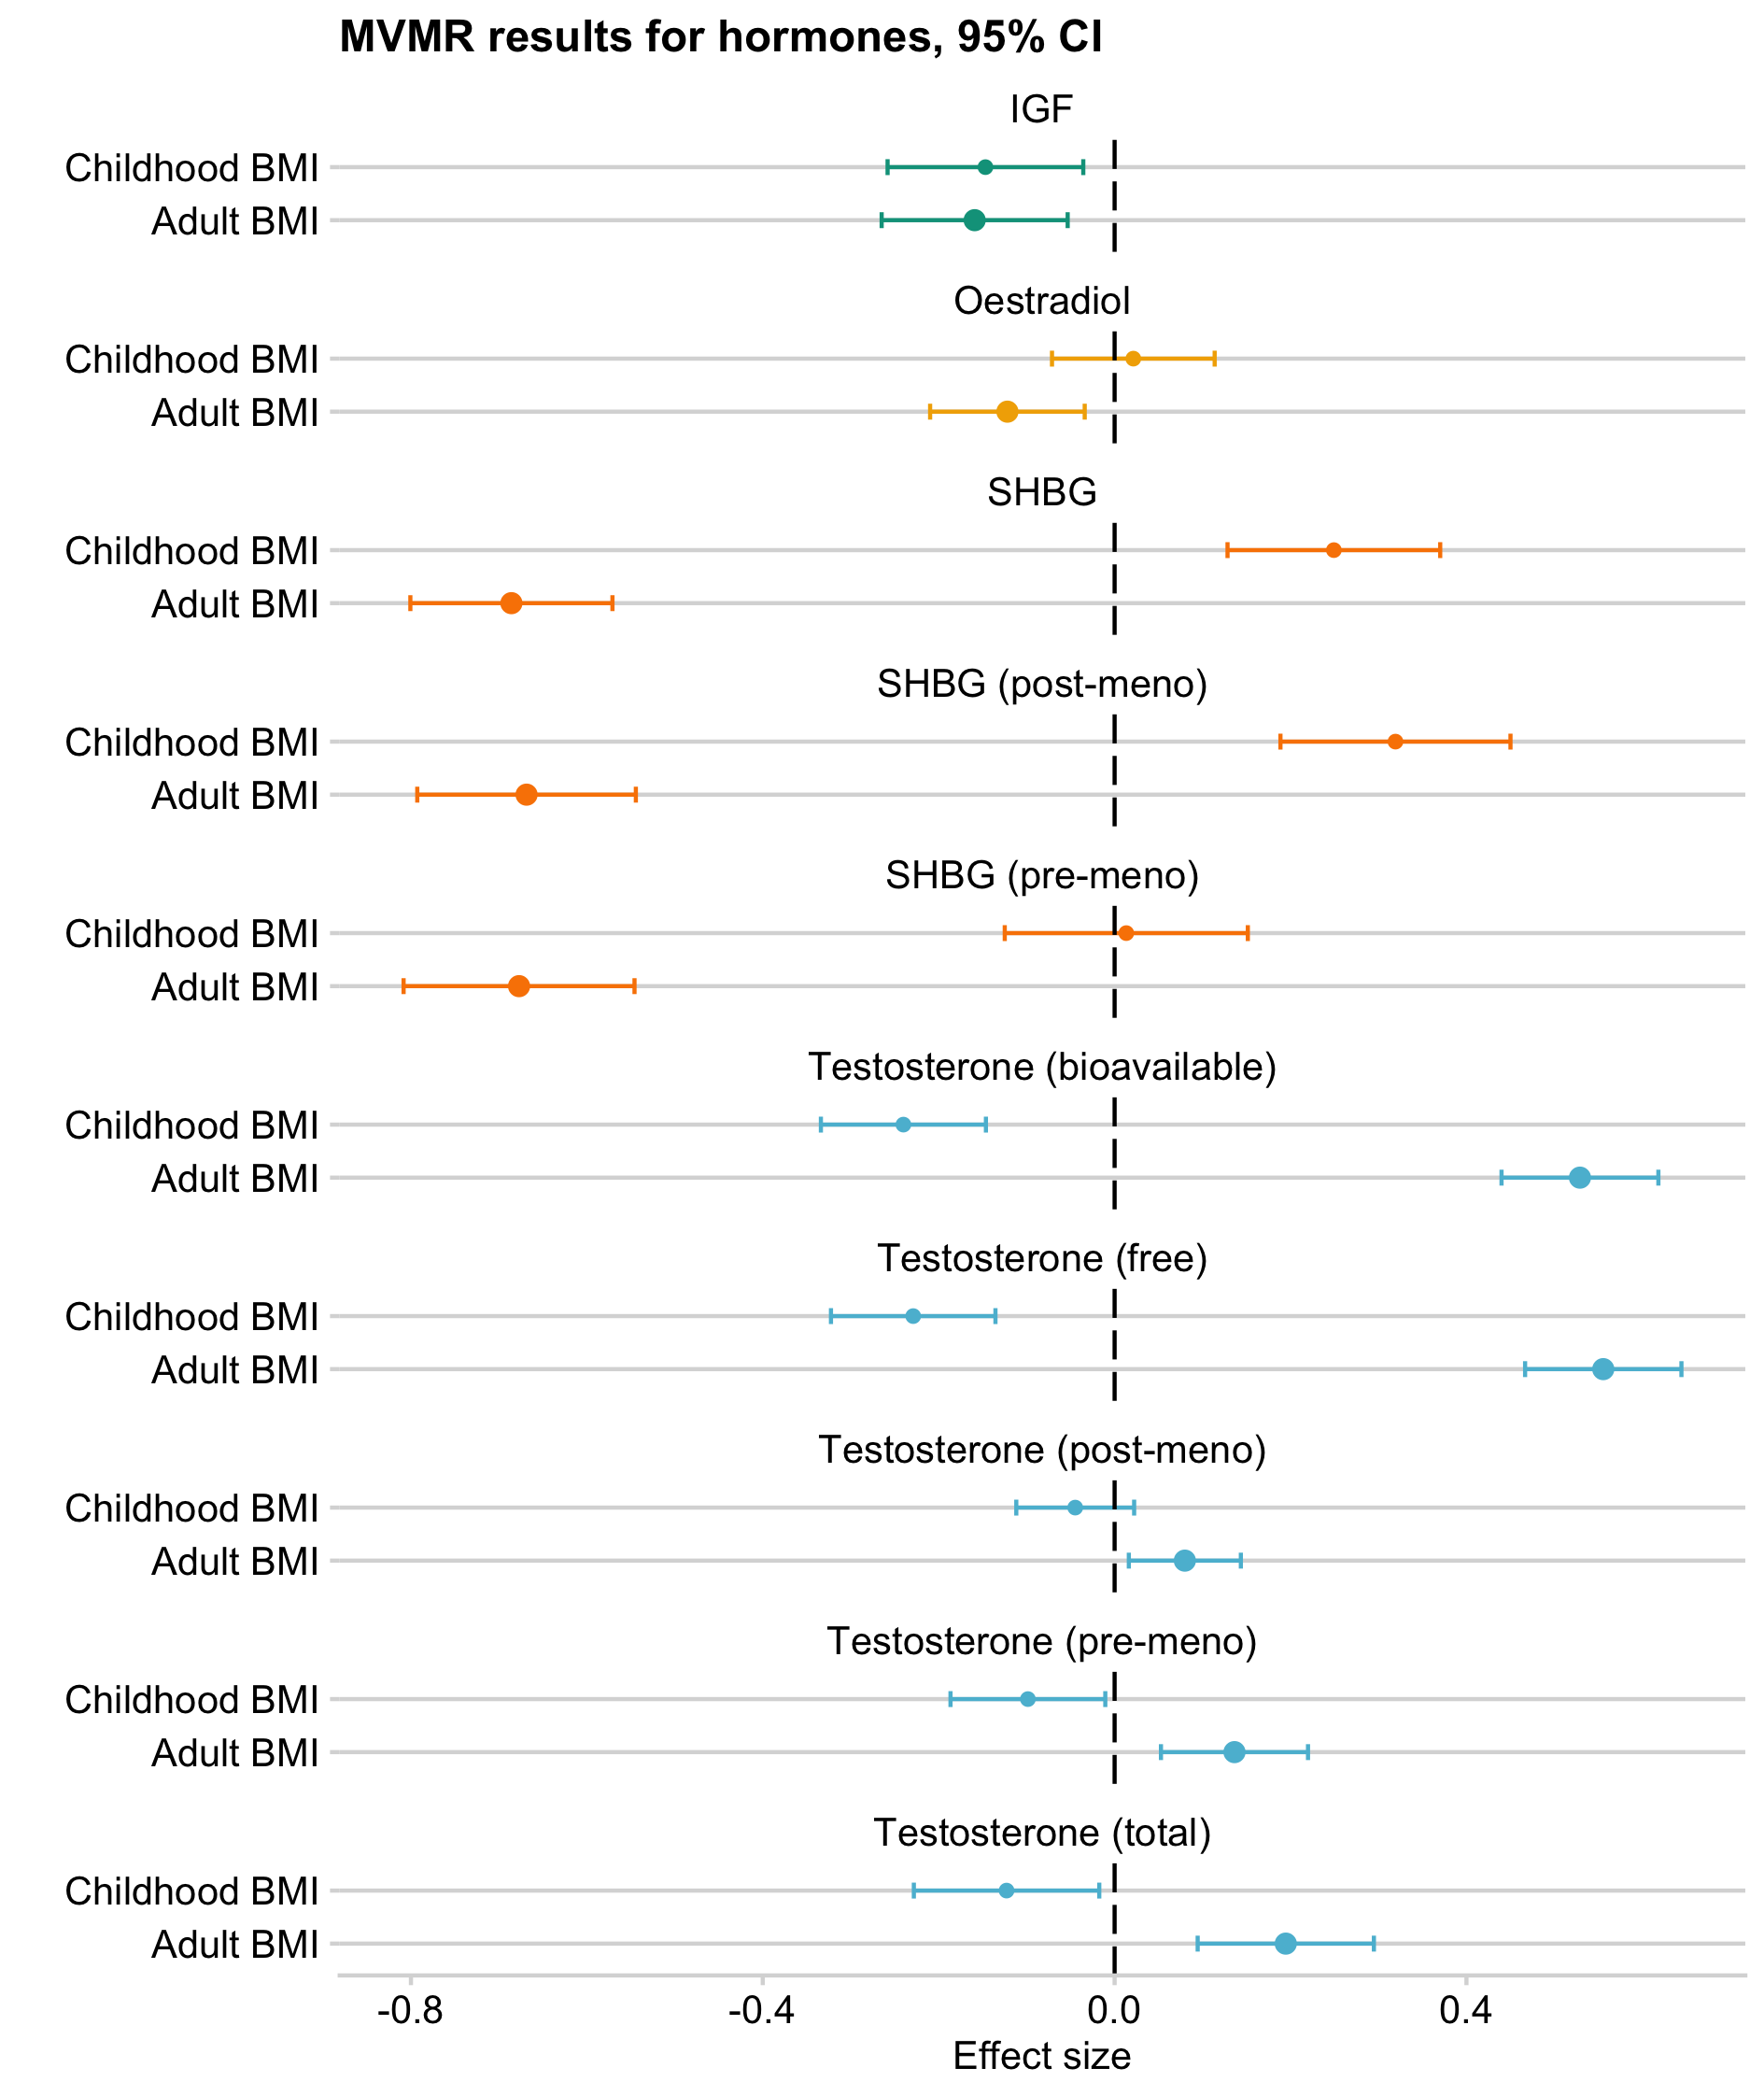 MVMR results for hormones, 95% CI
IGF
Childhood BMI
Adult BMI
Oestradiol
Childhood BMI
Adult BMI
SHBG
Childhood BMI
Adult BMI
SHBG (post-meno)
Childhood BMI
Adult BMI
SHBG (pre-meno)
Childhood BMI
Adult BMI
Testosterone (bioavailable)
Childhood BMI
Adult BMI
Testosterone (free)
Childhood BMI
Adult BMI
Testosterone (post-meno)
Childhood BMI
Adult BMI
Testosterone (pre-meno)
Childhood BMI
Adult BMI
Testosterone (total)
Childhood BMI
Adult BMI
-0.8 -0.4 0.0 0.4
Effect size